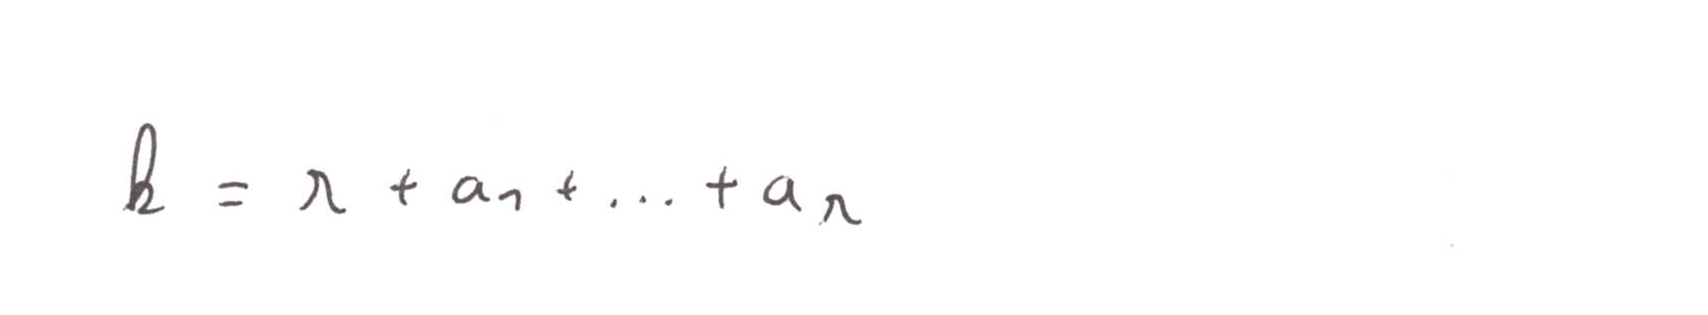 k = r + a₁ + ... + aᵣ